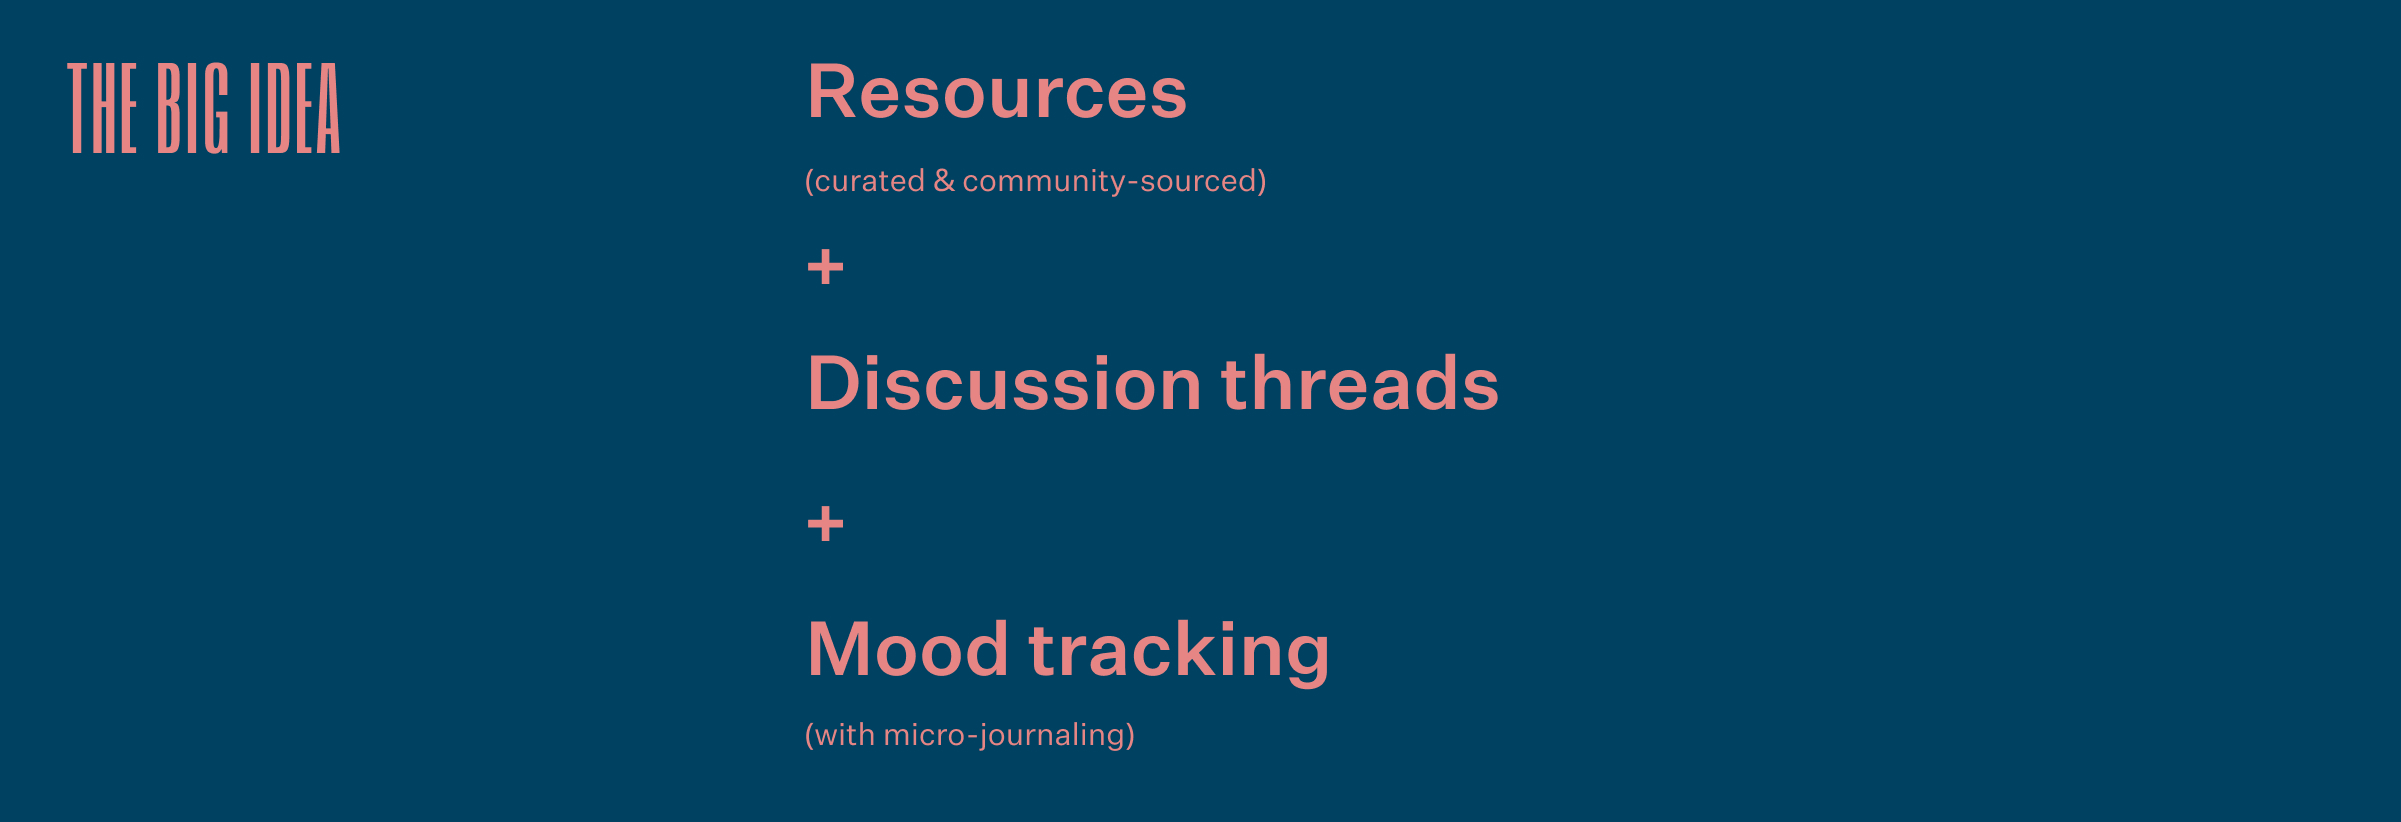 THE BIG IDEA
Resources
(curated & community-sourced)
+
Discussion threads
+
Mood tracking
(with micro-journaling)